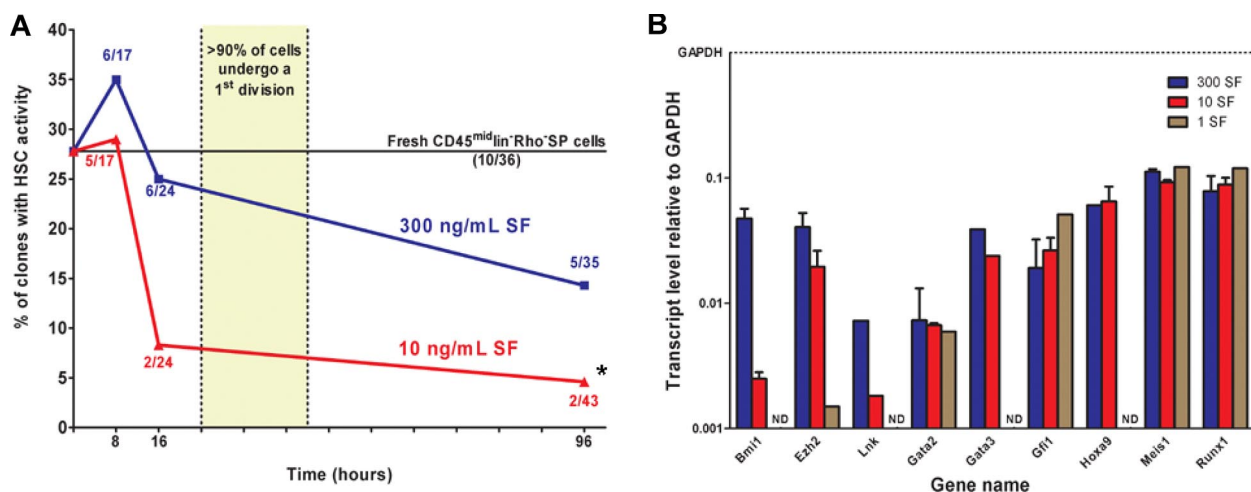 A
% of clones with HSC activity
40
35
30
25
20
15
10
5
0
6/17
5/17
6/24
2/24
>90% of cells
undergo a
1st division
Fresh CD45midlin-Rho-SP cells
(10/36)
300 ng/mL SF
5/35
10 ng/mL SF
*
2/43
8
16
96
Time (hours)
B
Transcript level relative to GAPDH
GAPDH
0.1
0.01
0.001
300 SF
10 SF
1 SF
ND
ND
ND
ND
Bmi1
Ezh2
Lnk
Gata2
Gata3
Gfi1
Hoxa9
Meis1
Runx1
Gene name